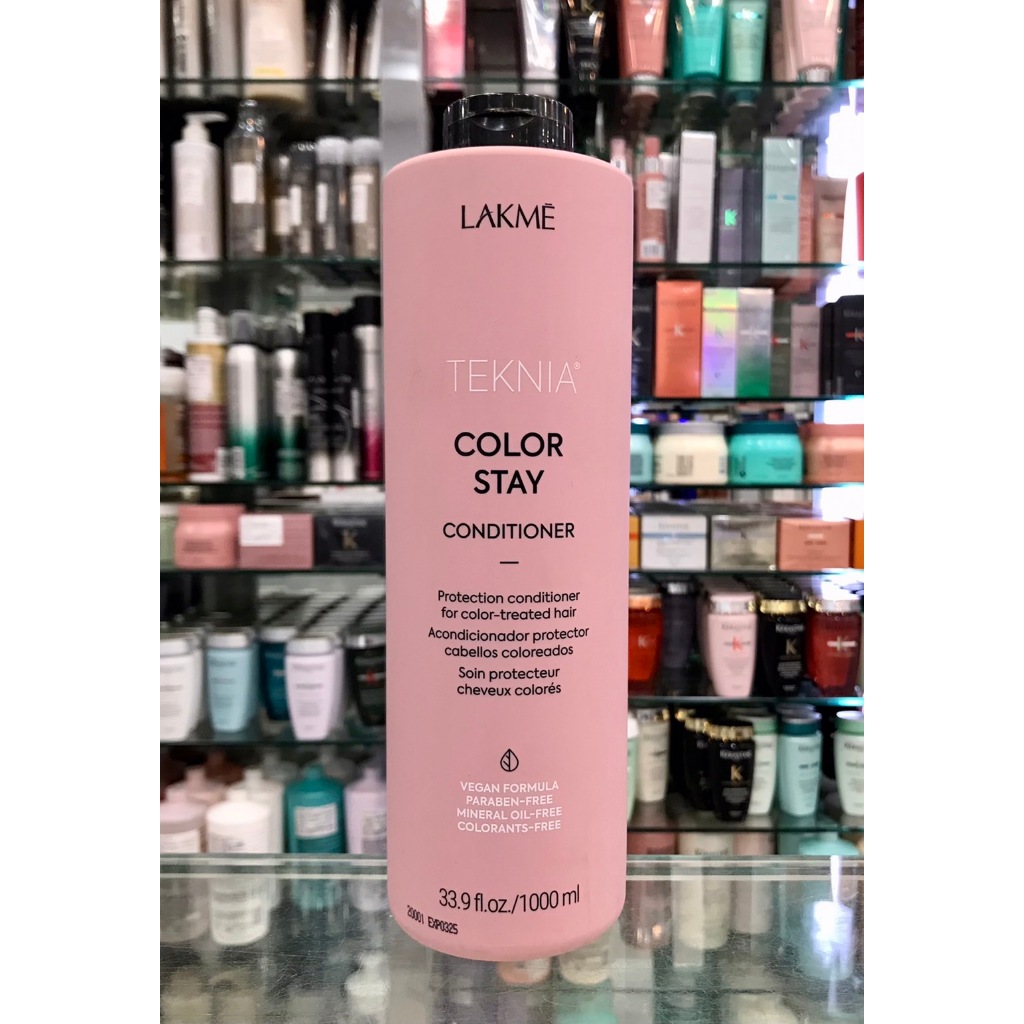 LAKMĒ
TEKNIA®
COLOR
STAY
CONDITIONER
Protection conditioner
for color-treated hair
Acondicionador protector
cabellos coloreados
Soin protecteur
cheveux colorés
VEGAN FORMULA
PARABEN-FREE
MINERAL OIL-FREE
COLORANTS-FREE
33.9 fl.oz./1000 ml
20001 EXP0325